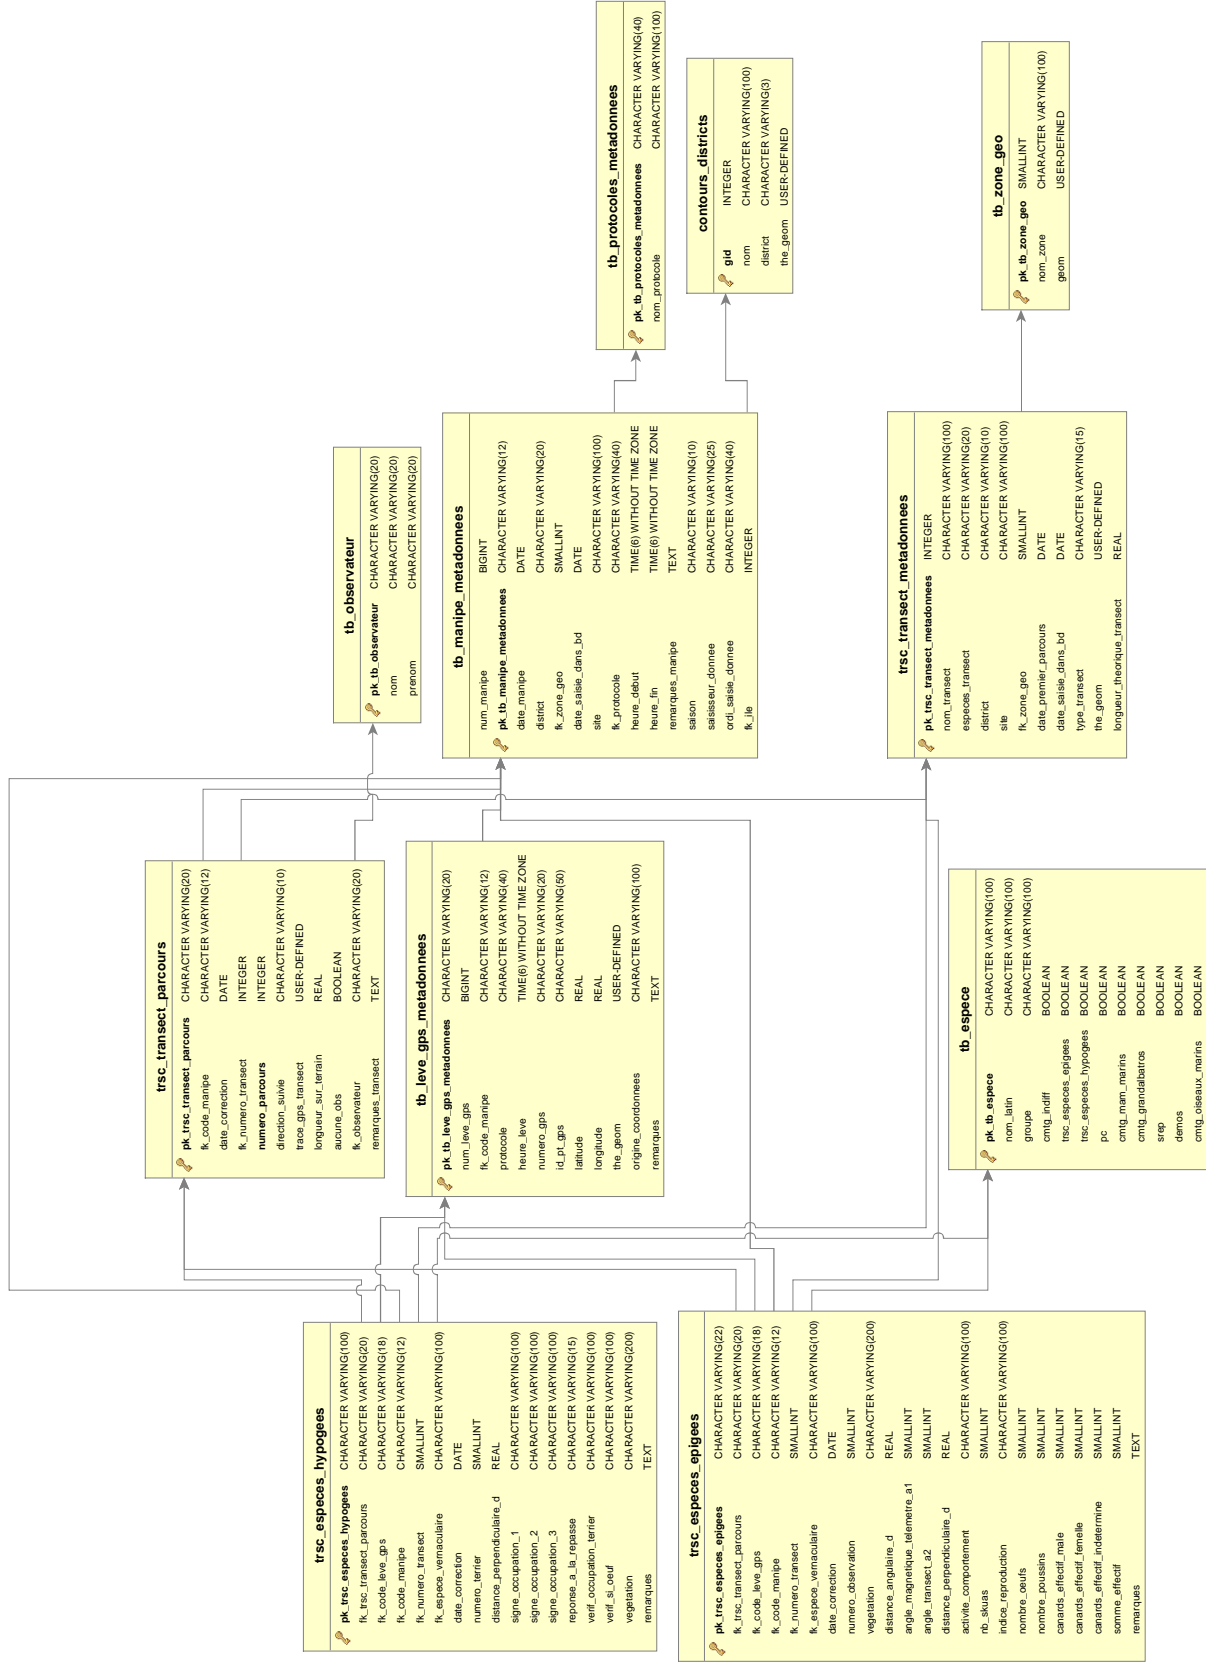 trsc_transect_parcours
pk_trsc_transect_parcours CHARACTER VARYING(20)
fk_code_manipe CHARACTER VARYING(12)
date_correction DATE
fk_numero_transect INTEGER
numero_parcours INTEGER
direction_suivie CHARACTER VARYING(10)
trace_gps_transect USER-DEFINED
longueur_sur_terrain REAL
aucune_obs BOOLEAN
fk_observateur CHARACTER VARYING(20)
remarques_transect TEXT
trsc_especes_hypogees
pk_trsc_especes_hypogees CHARACTER VARYING(100)
fk_trsc_transect_parcours CHARACTER VARYING(20)
fk_code_leve_gps CHARACTER VARYING(18)
fk_code_manipe CHARACTER VARYING(12)
fk_numero_transect SMALLINT
fk_espece_vernaculaire CHARACTER VARYING(100)
date_correction DATE
numero_terrier SMALLINT
distance_perpendiculaire_d REAL
signe_occupation_1 CHARACTER VARYING(100)
signe_occupation_2 CHARACTER VARYING(100)
signe_occupation_3 CHARACTER VARYING(100)
reponse_a_la_repasse CHARACTER VARYING(15)
verif_occupation_terrier CHARACTER VARYING(100)
verif_si_oeuf CHARACTER VARYING(100)
vegetation CHARACTER VARYING(200)
remarques TEXT
tb_observateur
pk_tb_observateur CHARACTER VARYING(20)
nom CHARACTER VARYING(20)
prenom CHARACTER VARYING(20)
tb_leve_gps_metadonnees
pk_tb_leve_gps_metadonnees CHARACTER VARYING(20)
num_leve_gps BIGINT
fk_code_manipe CHARACTER VARYING(12)
protocole CHARACTER VARYING(40)
heure_leve TIME(6) WITHOUT TIME ZONE
numero_gps CHARACTER VARYING(20)
id_pt_gps CHARACTER VARYING(50)
latitude REAL
longitude REAL
the_geom USER-DEFINED
origine_coordonnees CHARACTER VARYING(100)
remarques TEXT
tb_manipe_metadonnees
num_manipe BIGINT
pk_tb_manipe_metadonnees CHARACTER VARYING(12)
date_manipe DATE
district CHARACTER VARYING(20)
fk_zone_geo SMALLINT
date_saisie_dans_bd DATE
site CHARACTER VARYING(100)
fk_protocole CHARACTER VARYING(40)
heure_debut TIME(6) WITHOUT TIME ZONE
heure_fin TIME(6) WITHOUT TIME ZONE
remarques_manipe TEXT
saison CHARACTER VARYING(10)
saisisseur_donnee CHARACTER VARYING(25)
ordi_saisie_donnee CHARACTER VARYING(40)
fk_ile INTEGER
tb_protocoles_metadonnees
pk_tb_protocoles_metadonnees CHARACTER VARYING(40)
nom_protocole CHARACTER VARYING(100)
trsc_especes_epigees
pk_trsc_especes_epigees CHARACTER VARYING(22)
fk_trsc_transect_parcours CHARACTER VARYING(20)
fk_code_leve_gps CHARACTER VARYING(18)
fk_code_manipe CHARACTER VARYING(12)
fk_numero_transect SMALLINT
fk_espece_vernaculaire CHARACTER VARYING(100)
date_correction DATE
numero_observation SMALLINT
vegetation CHARACTER VARYING(200)
distance_angulaire_d REAL
angle_magnetique_telemetre_a1 SMALLINT
angle_transect_a2 SMALLINT
distance_perpendiculaire_d REAL
activite_comportement CHARACTER VARYING(100)
nb_skuas SMALLINT
indice_reproduction CHARACTER VARYING(100)
nombre_oeufs SMALLINT
nombre_poussins SMALLINT
canards_effectif_male SMALLINT
canards_effectif_femelle SMALLINT
canards_effectif_indetermine SMALLINT
somme_effectif SMALLINT
remarques TEXT
contours_districts
gid INTEGER
nom CHARACTER VARYING(100)
district CHARACTER VARYING(3)
the_geom USER-DEFINED
trsc_transect_metadonnees
pk_trsc_transect_metadonnees INTEGER
nom_transect CHARACTER VARYING(100)
especes_transect CHARACTER VARYING(20)
district CHARACTER VARYING(10)
site CHARACTER VARYING(100)
fk_zone_geo SMALLINT
date_premier_parcours DATE
date_saisie_dans_bd DATE
type_transect CHARACTER VARYING(15)
the_geom USER-DEFINED
longueur_theorique_transect REAL
tb_espece
pk_tb_espece CHARACTER VARYING(100)
nom_latin CHARACTER VARYING(100)
groupe CHARACTER VARYING(100)
cmtg_indiff BOOLEAN
trsc_especes_epigees BOOLEAN
trsc_especes_hypogees BOOLEAN
pc BOOLEAN
cmtg_mam_marins BOOLEAN
cmtg_grandalbatros BOOLEAN
srep BOOLEAN
demos BOOLEAN
cmtg_oiseaux_marins BOOLEAN
tb_zone_geo
pk_tb_zone_geo SMALLINT
nom_zone CHARACTER VARYING(100)
geom USER-DEFINED